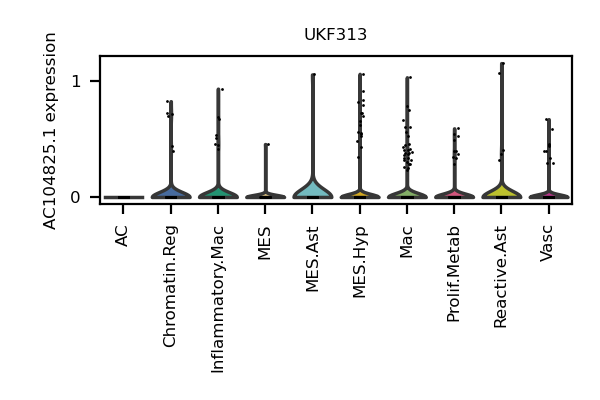 UKF313
AC104825.1 expression
1
0
AC
Chromatin.Reg
Inflammatory.Mac
MES
MES.Ast
MES.Hyp
Mac
Prolif.Metab
Reactive.Ast
Vasc